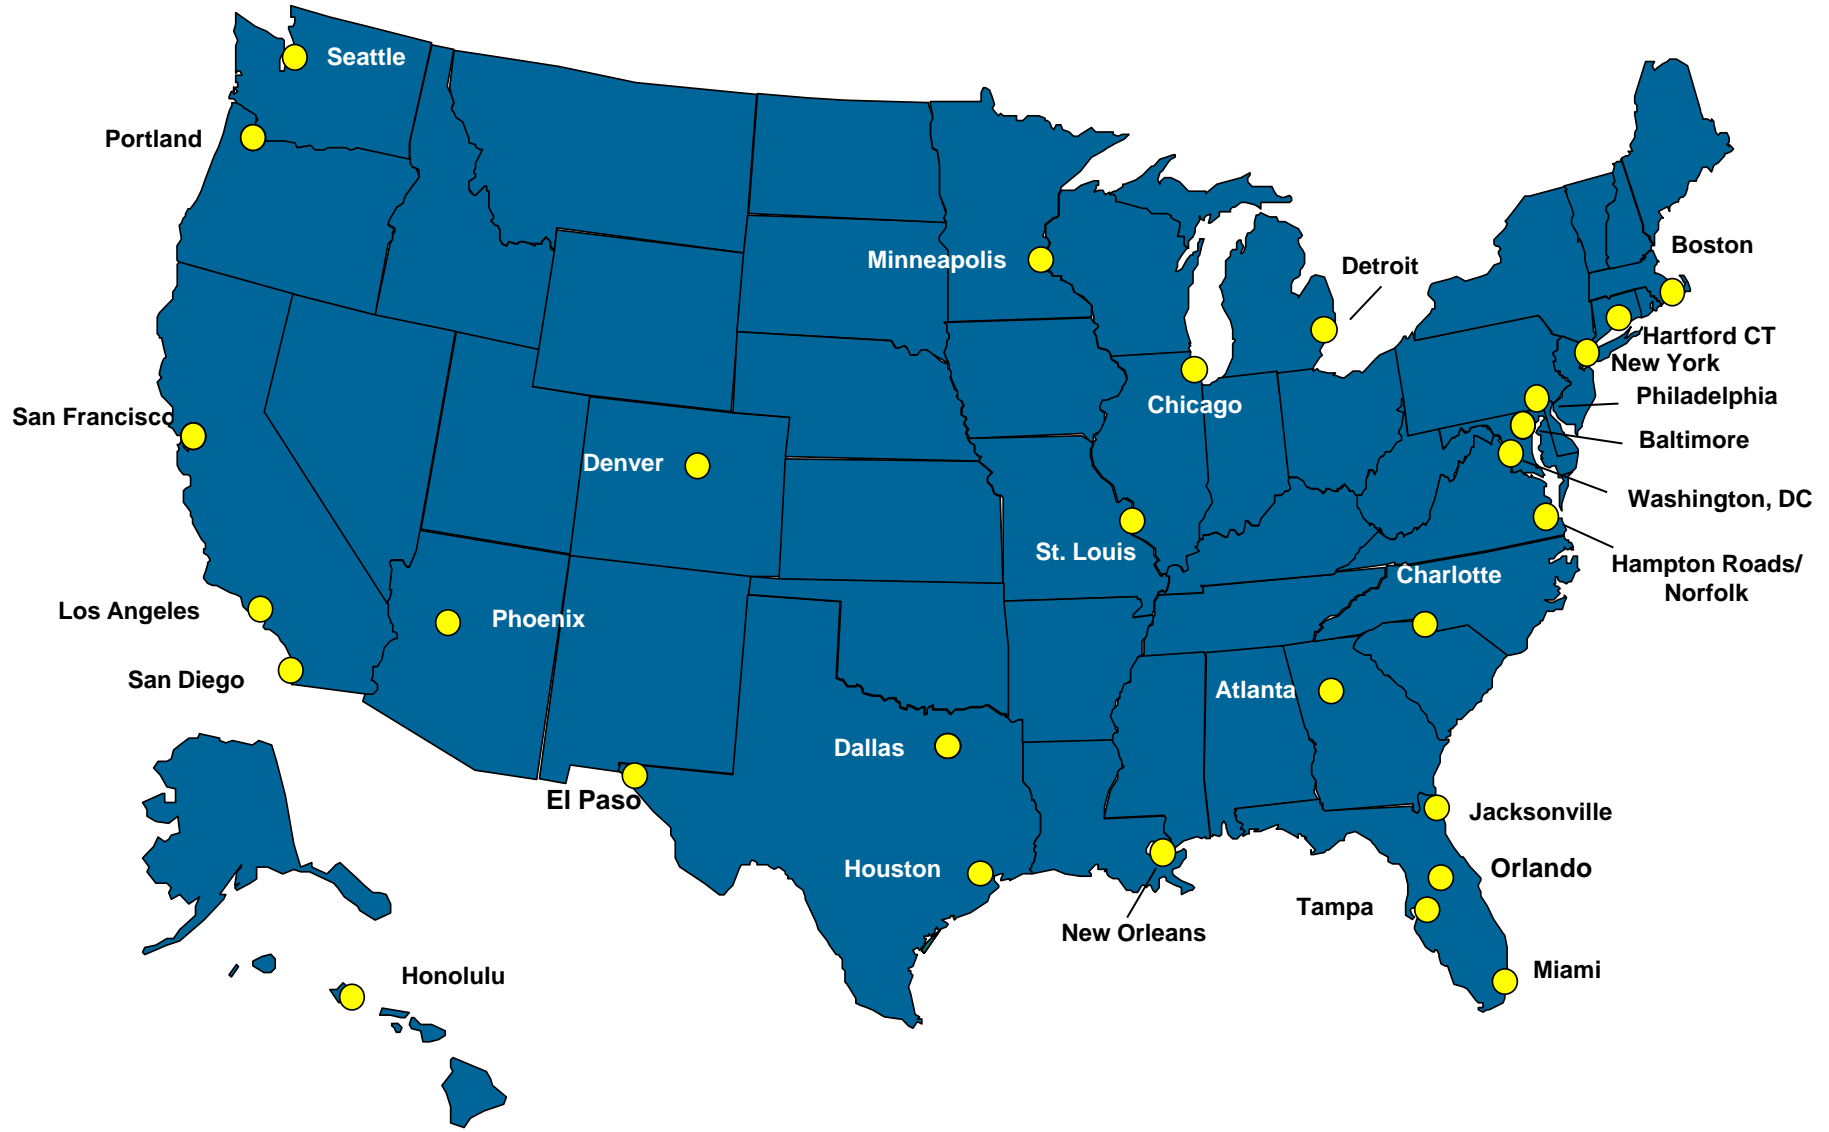 Seattle
Portland
Boston
Minneapolis
Detroit
Hartford CT
New York
Philadelphia
Chicago
San Francisco
Baltimore
Denver
Washington, DC
St. Louis
Hampton Roads/
Norfolk
Charlotte
Los Angeles
Phoenix
San Diego
Atlanta
Dallas
El Paso
Jacksonville
Houston
Orlando
Tampa
New Orleans
Miami
Honolulu